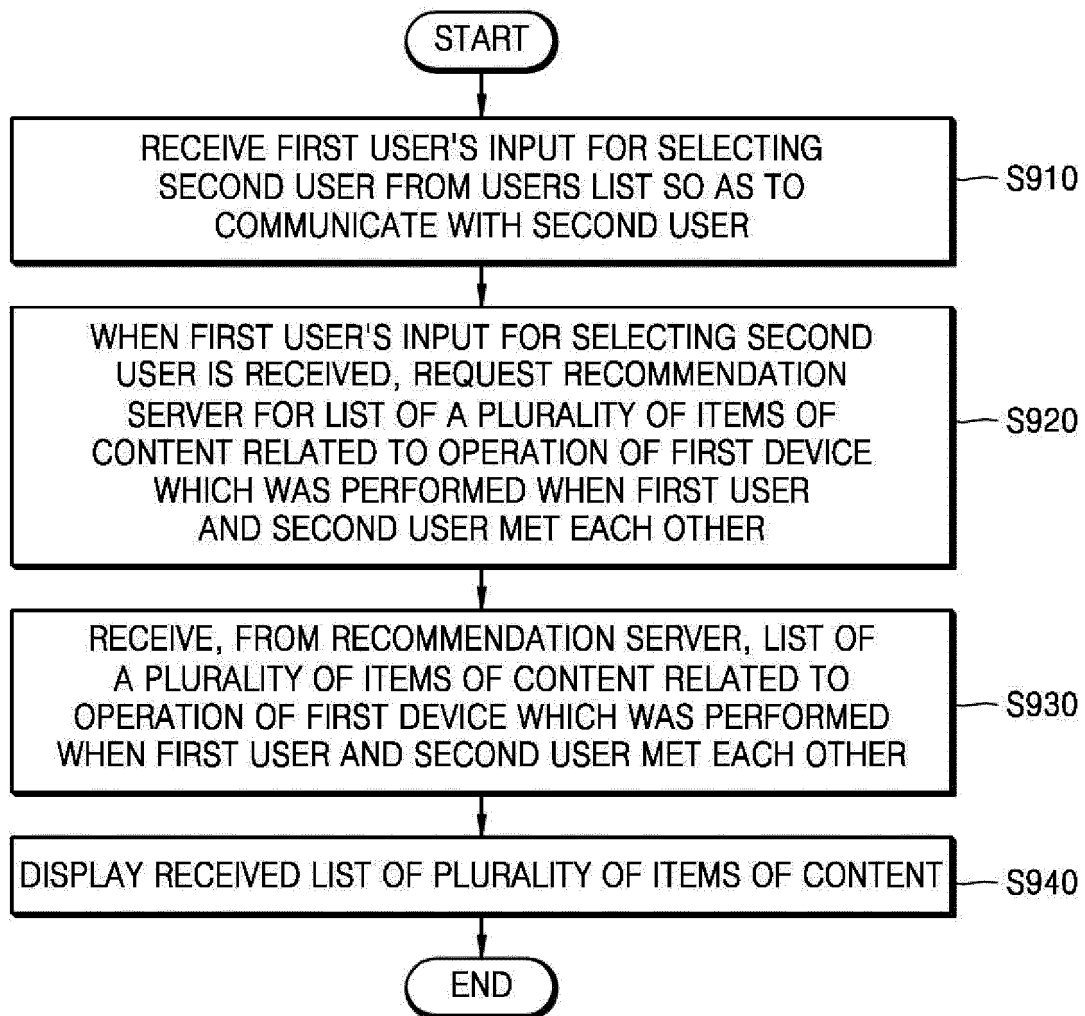 START
RECEIVE FIRST USER'S INPUT FOR SELECTING
SECOND USER FROM USERS LIST SO AS TO
COMMUNICATE WITH SECOND USER
S910
WHEN FIRST USER'S INPUT FOR SELECTING SECOND
USER IS RECEIVED, REQUEST RECOMMENDATION
SERVER FOR LIST OF A PLURALITY OF ITEMS OF
CONTENT RELATED TO OPERATION OF FIRST DEVICE
WHICH WAS PERFORMED WHEN FIRST USER
AND SECOND USER MET EACH OTHER
S920
RECEIVE, FROM RECOMMENDATION SERVER, LIST OF
A PLURALITY OF ITEMS OF CONTENT RELATED TO
OPERATION OF FIRST DEVICE WHICH WAS PERFORMED
WHEN FIRST USER AND SECOND USER MET EACH OTHER
S930
DISPLAY RECEIVED LIST OF PLURALITY OF ITEMS OF CONTENT
S940
END